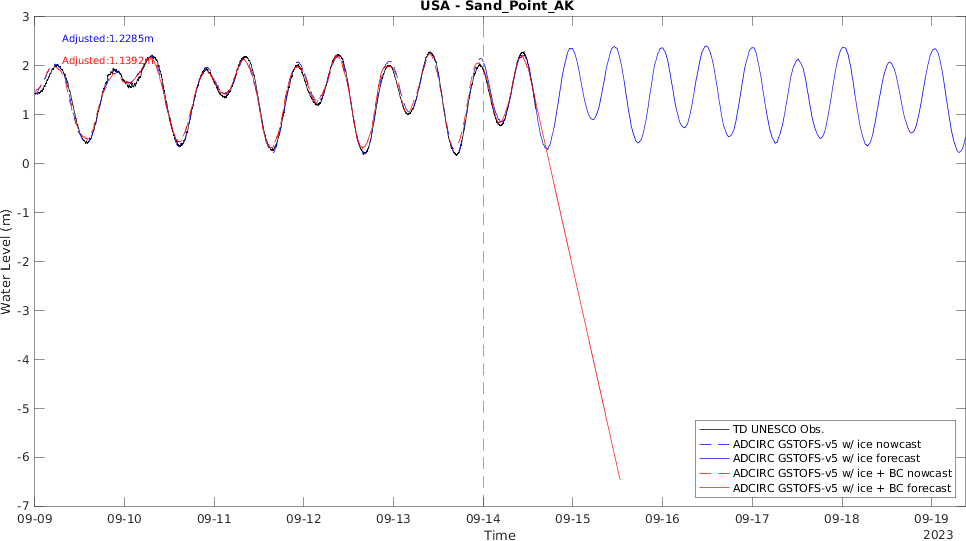 USA - Sand_Point_AK
Adjusted:1.2285m
Adjusted:1.1392m
3
2
1
0
-1
-2
-3
-4
-5
-6
-7
Water Level (m)
TD UNESCO Obs.
ADCIRC GSTOFS-v5 w/ ice nowcast
ADCIRC GSTOFS-v5 w/ ice forecast
ADCIRC GSTOFS-v5 w/ ice + BC nowcast
ADCIRC GSTOFS-v5 w/ ice + BC forecast
09-09 09-10 09-11 09-12 09-13 09-14 09-15 09-16 09-17 09-18 09-19
Time
2023